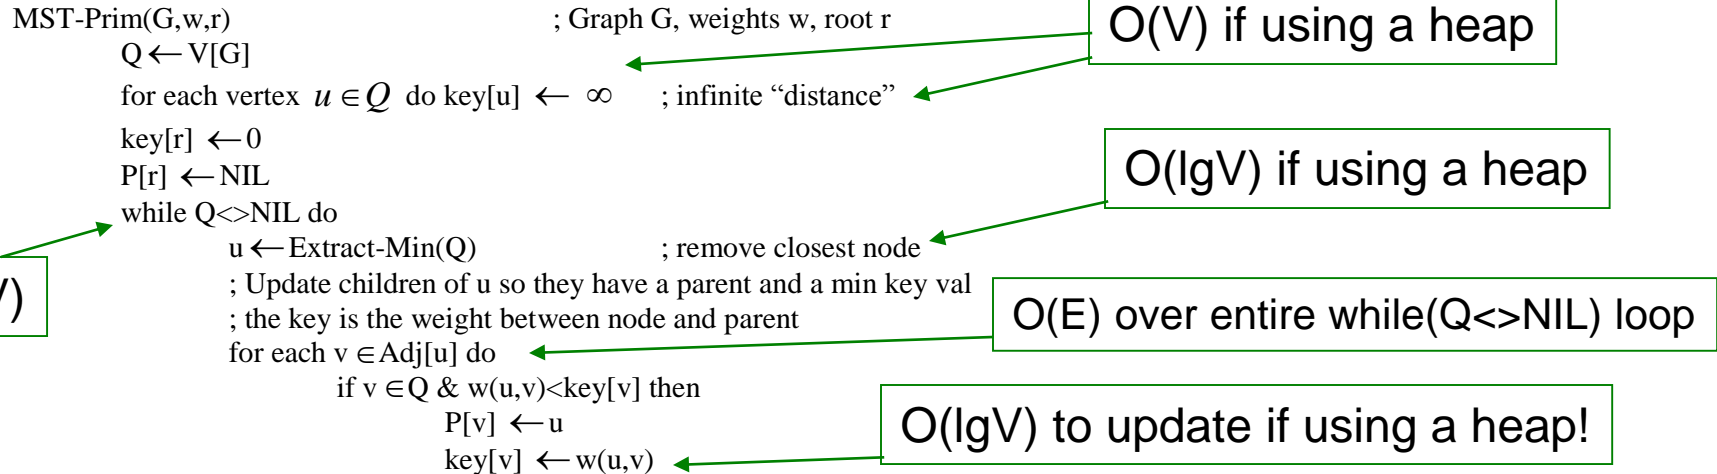 MST-Prim(G,w,r) ; Graph G, weights w, root r
O(V) if using a heap
Q ← V[G]
for each vertex u ∈ Q do key[u] ← ∞ ; infinite “distance”
key[r] ← 0
P[r] ← NIL
O(lgV) if using a heap
while Q<>NIL do
u ← Extract-Min(Q) ; remove closest node
; Update children of u so they have a parent and a min key val
; the key is the weight between node and parent
O(E) over entire while(Q<>NIL) loop
for each v ∈ Adj[u] do
if v ∈ Q & w(u,v)<key[v] then
P[v] ← u
O(lgV) to update if using a heap!
key[v] ← w(u,v)